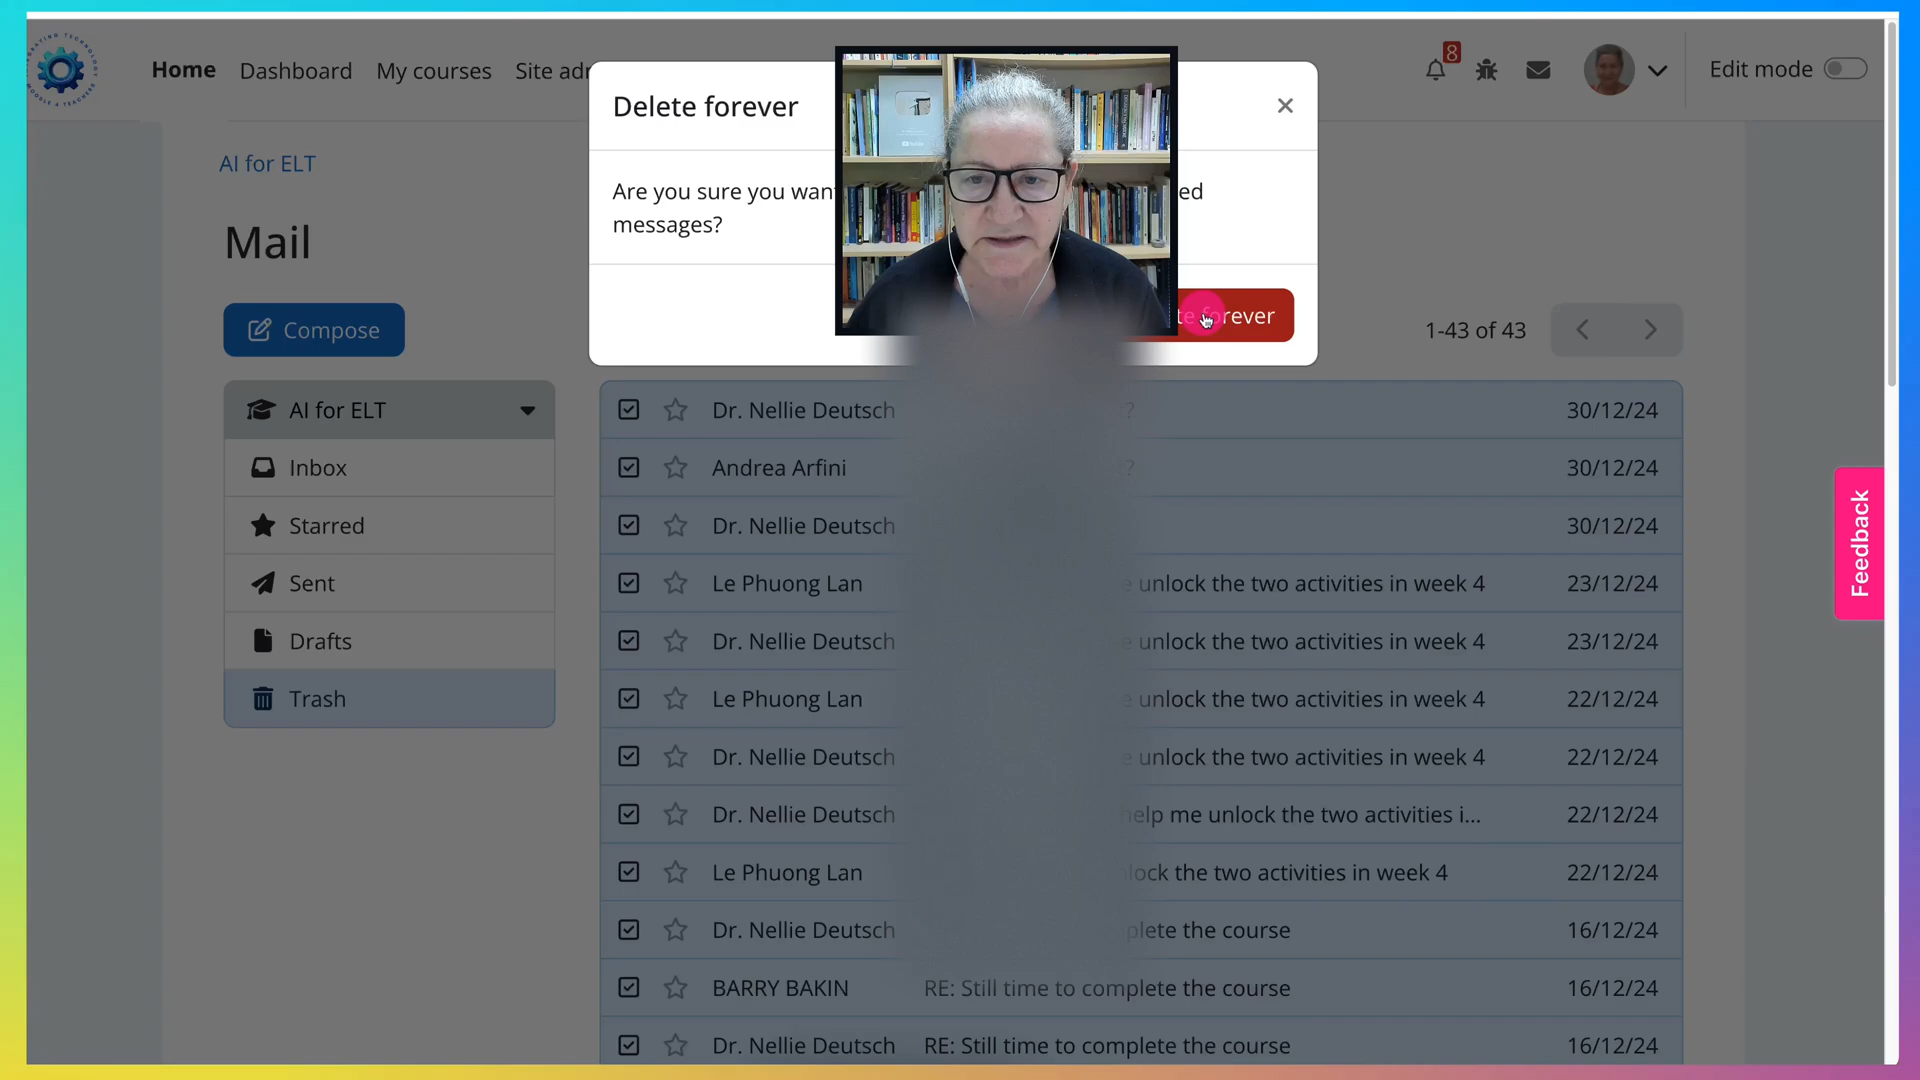 Home Dashboard My courses Site ad
8
Edit mode
Delete forever
Are you sure you wan ed
messages?
forever
AI for ELT
Mail
Compose
1-43 of 43
AI for ELT
Inbox
Starred
Sent
Drafts
Trash
Dr. Nellie Deutsch ? 30/12/24
Andrea Arfini ? 30/12/24
Dr. Nellie Deutsch 30/12/24
Le Phuong Lan unlock the two activities in week 4 23/12/24
Dr. Nellie Deutsch unlock the two activities in week 4 23/12/24
Le Phuong Lan unlock the two activities in week 4 22/12/24
Dr. Nellie Deutsch unlock the two activities in week 4 22/12/24
Dr. Nellie Deutsch help me unlock the two activities i... 22/12/24
Le Phuong Lan lock the two activities in week 4 22/12/24
Dr. Nellie Deutsch plete the course 16/12/24
BARRY BAKIN RE: Still time to complete the course 16/12/24
Dr. Nellie Deutsch RE: Still time to complete the course 16/12/24
Feedback